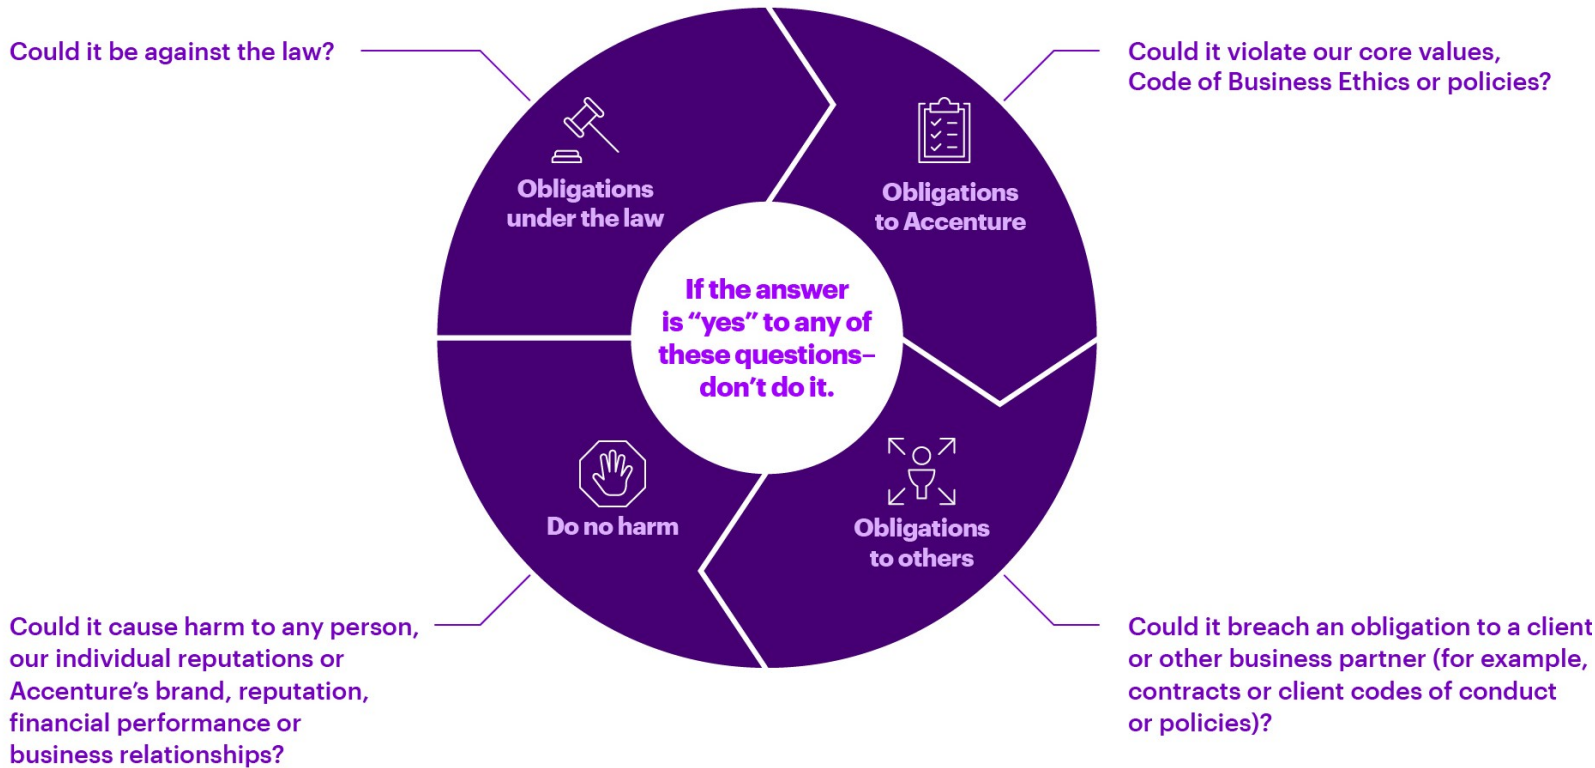 Could it be against the law?
Could it violate our core values,
Code of Business Ethics or policies?
Obligations
under the law
Obligations
to Accenture
If the answer
is “yes” to any of
these questions–
don’t do it.
Do no harm
Obligations
to others
Could it cause harm to any person,
our individual reputations or
Accenture’s brand, reputation,
financial performance or
business relationships?
Could it breach an obligation to a client
or other business partner (for example,
contracts or client codes of conduct
or policies)?